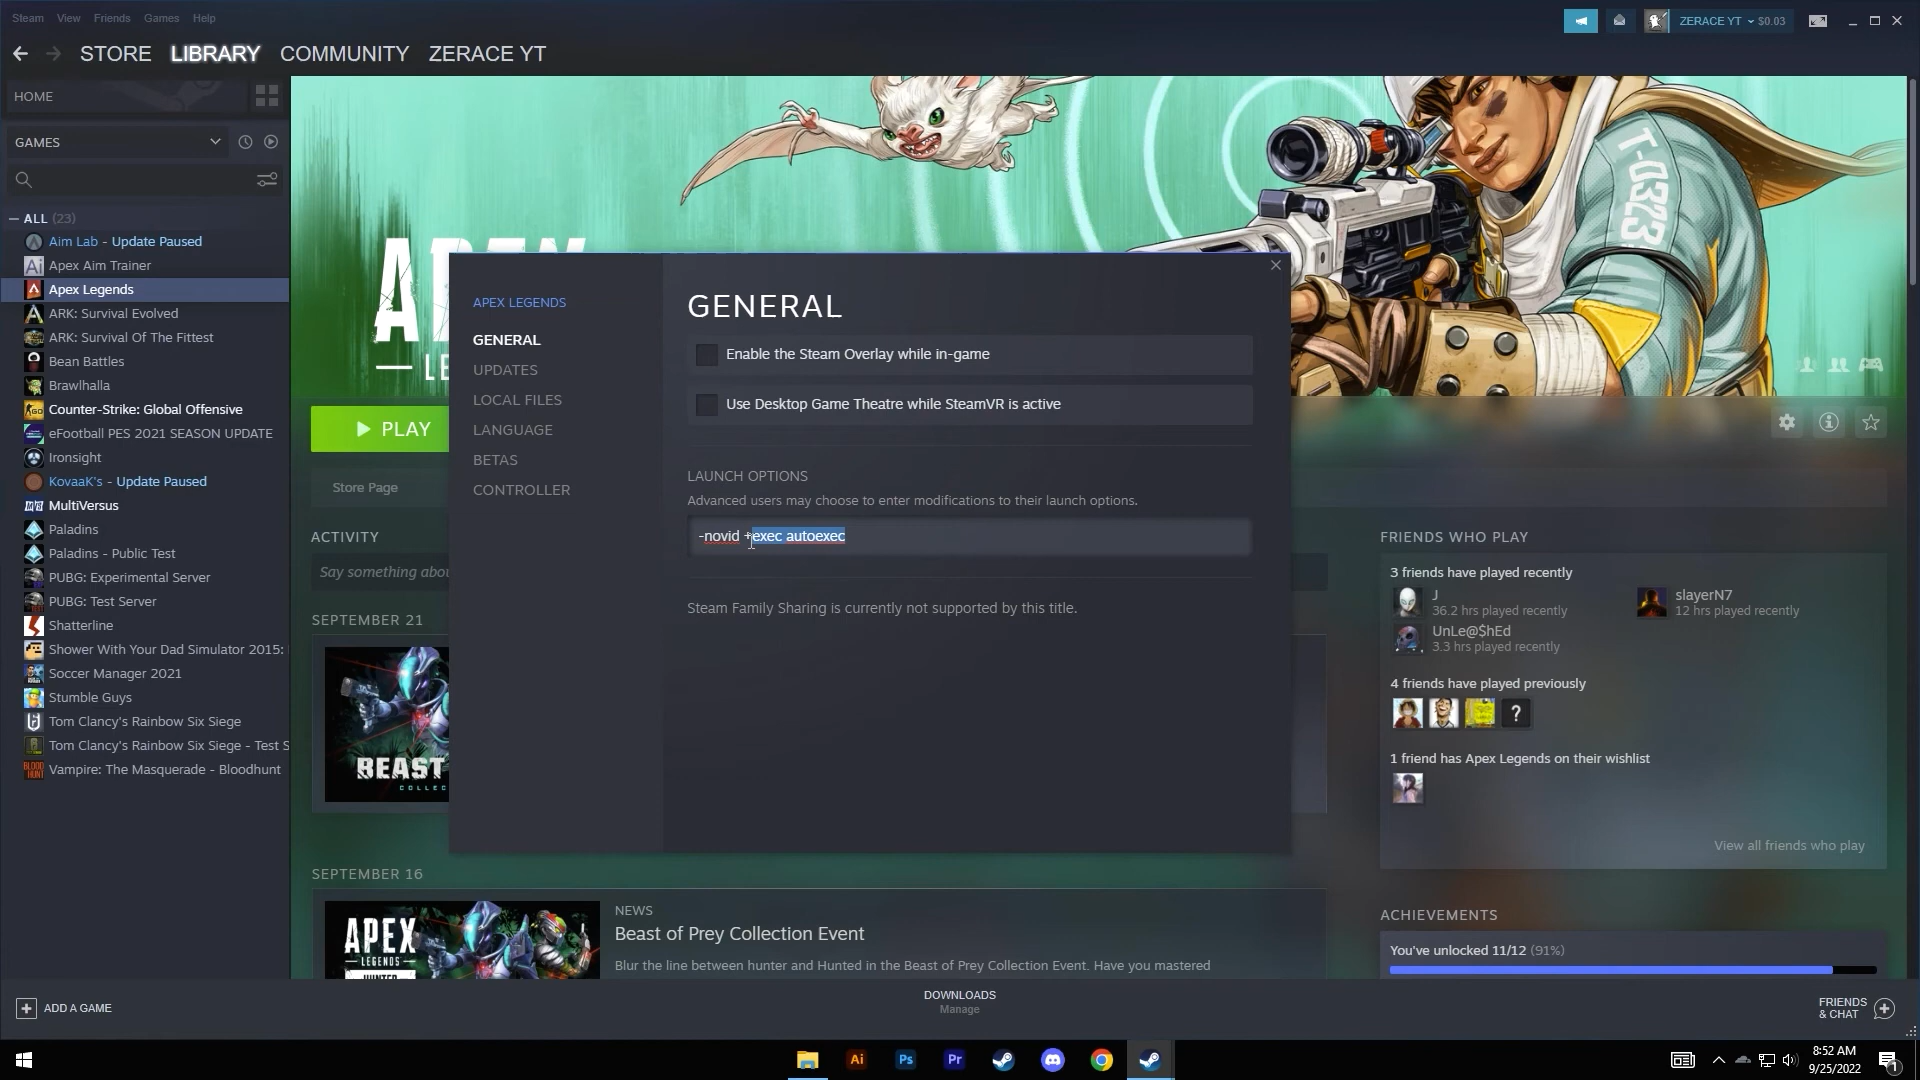 Steam View Friends Games Help
ZERACE YT $0.03
STORE LIBRARY COMMUNITY ZERACE YT
HOME
GAMES
— ALL (23)
Aim Lab - Update Paused
Apex Aim Trainer
Apex Legends
ARK: Survival Evolved
ARK: Survival Of The Fittest
Bean Battles
Brawlhalla
Counter-Strike: Global Offensive
eFootball PES 2021 SEASON UPDATE
Ironsight
KovaaK's - Update Paused
MultiVersus
Paladins
Paladins - Public Test
PUBG: Experimental Server
PUBG: Test Server
Shatterline
Shower With Your Dad Simulator 2015:
Soccer Manager 2021
Stumble Guys
Tom Clancy's Rainbow Six Siege
Tom Clancy's Rainbow Six Siege - Test S
Vampire: The Masquerade - Bloodhunt
ADD A GAME
T-0323
PLAY
Store Page
ACTIVITY
Say something abou
SEPTEMBER 21
BEAST
COLLEC
SEPTEMBER 16
APEX
LEGENDS
HUNTER
NEWS
Beast of Prey Collection Event
Blur the line between hunter and Hunted in the Beast of Prey Collection Event. Have you mastered
APEX LEGENDS
GENERAL
UPDATES
LOCAL FILES
LANGUAGE
BETAS
CONTROLLER
GENERAL
Enable the Steam Overlay while in-game
Use Desktop Game Theatre while SteamVR is active
LAUNCH OPTIONS
Advanced users may choose to enter modifications to their launch options.
-novid +exec autoexec
Steam Family Sharing is currently not supported by this title.
FRIENDS WHO PLAY
3 friends have played recently
J
36.2 hrs played recently
slayerN7
12 hrs played recently
UnLe@$hEd
3.3 hrs played recently
4 friends have played previously
?
1 friend has Apex Legends on their wishlist
View all friends who play
ACHIEVEMENTS
You've unlocked 11/12 (91%)
DOWNLOADS
Manage
FRIENDS
& CHAT
Ai Ps Pr
8:52 AM
9/25/2022
1